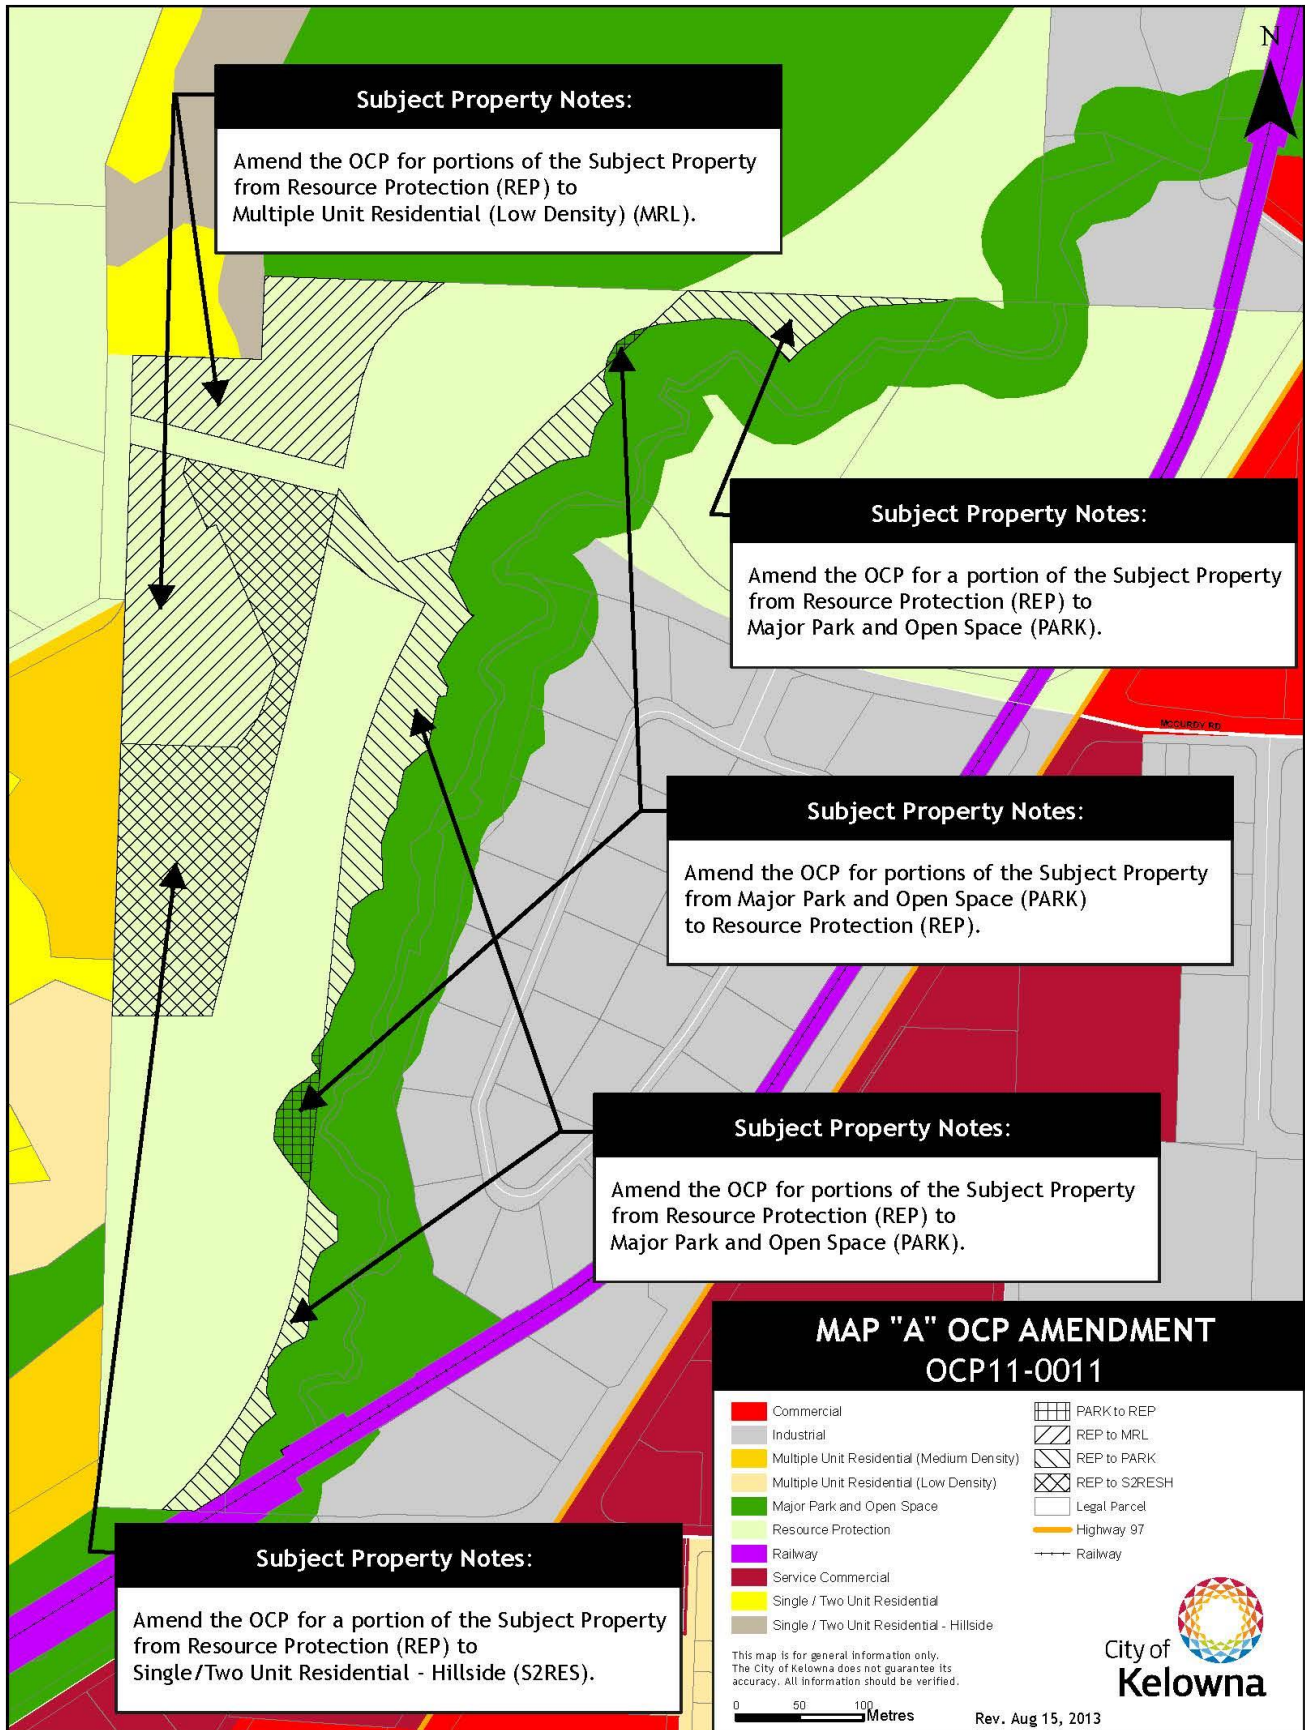 N
Subject Property Notes:
Amend the OCP for portions of the Subject Property
from Resource Protection (REP) to
Multiple Unit Residential (Low Density) (MRL).
Subject Property Notes:
Amend the OCP for a portion of the Subject Property
from Resource Protection (REP) to
Major Park and Open Space (PARK).
MCCURDY RD
Subject Property Notes:
Amend the OCP for portions of the Subject Property
from Major Park and Open Space (PARK)
to Resource Protection (REP).
Subject Property Notes:
Amend the OCP for portions of the Subject Property
from Resource Protection (REP) to
Major Park and Open Space (PARK).
Subject Property Notes:
Amend the OCP for a portion of the Subject Property
from Resource Protection (REP) to
Single/Two Unit Residential - Hillside (S2RES).
MAP "A" OCP AMENDMENT
OCP11-0011
Commercial
Industrial
Multiple Unit Residential (Medium Density)
Multiple Unit Residential (Low Density)
Major Park and Open Space
Resource Protection
Railway
Service Commercial
Single / Two Unit Residential
Single / Two Unit Residential - Hillside
PARK to REP
REP to MRL
REP to PARK
REP to S2RESH
Legal Parcel
Highway 97
Railway
This map is for general information only.
The City of Kelowna does not guarantee its
accuracy. All information should be verified.
0 50 100
Metres
Rev. Aug 15, 2013
City of
Kelowna